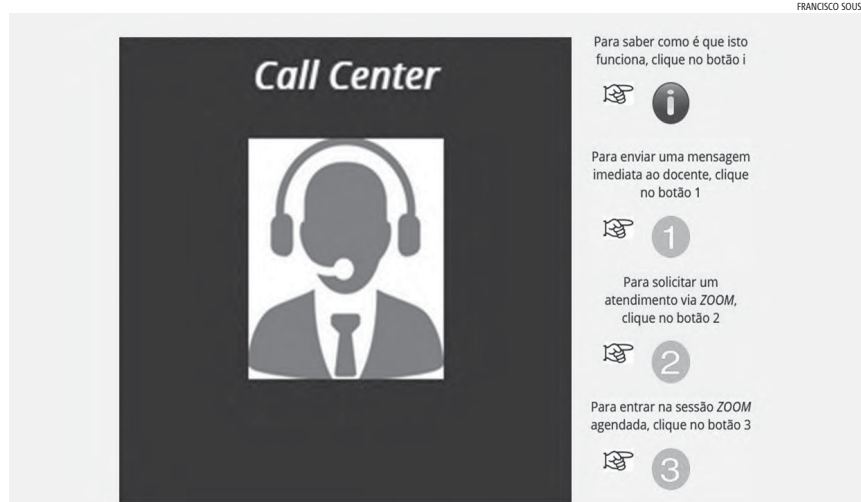 FRANCISCO SOUS
Call Center
Para saber como é que isto
funciona, clique no botão i
i
Para enviar uma mensagem
imediata ao docente, clique
no botão 1
1
Para solicitar um
atendimento via ZOOM,
clique no botão 2
2
Para entrar na sessão ZOOM
agendada, clique no botão 3
3